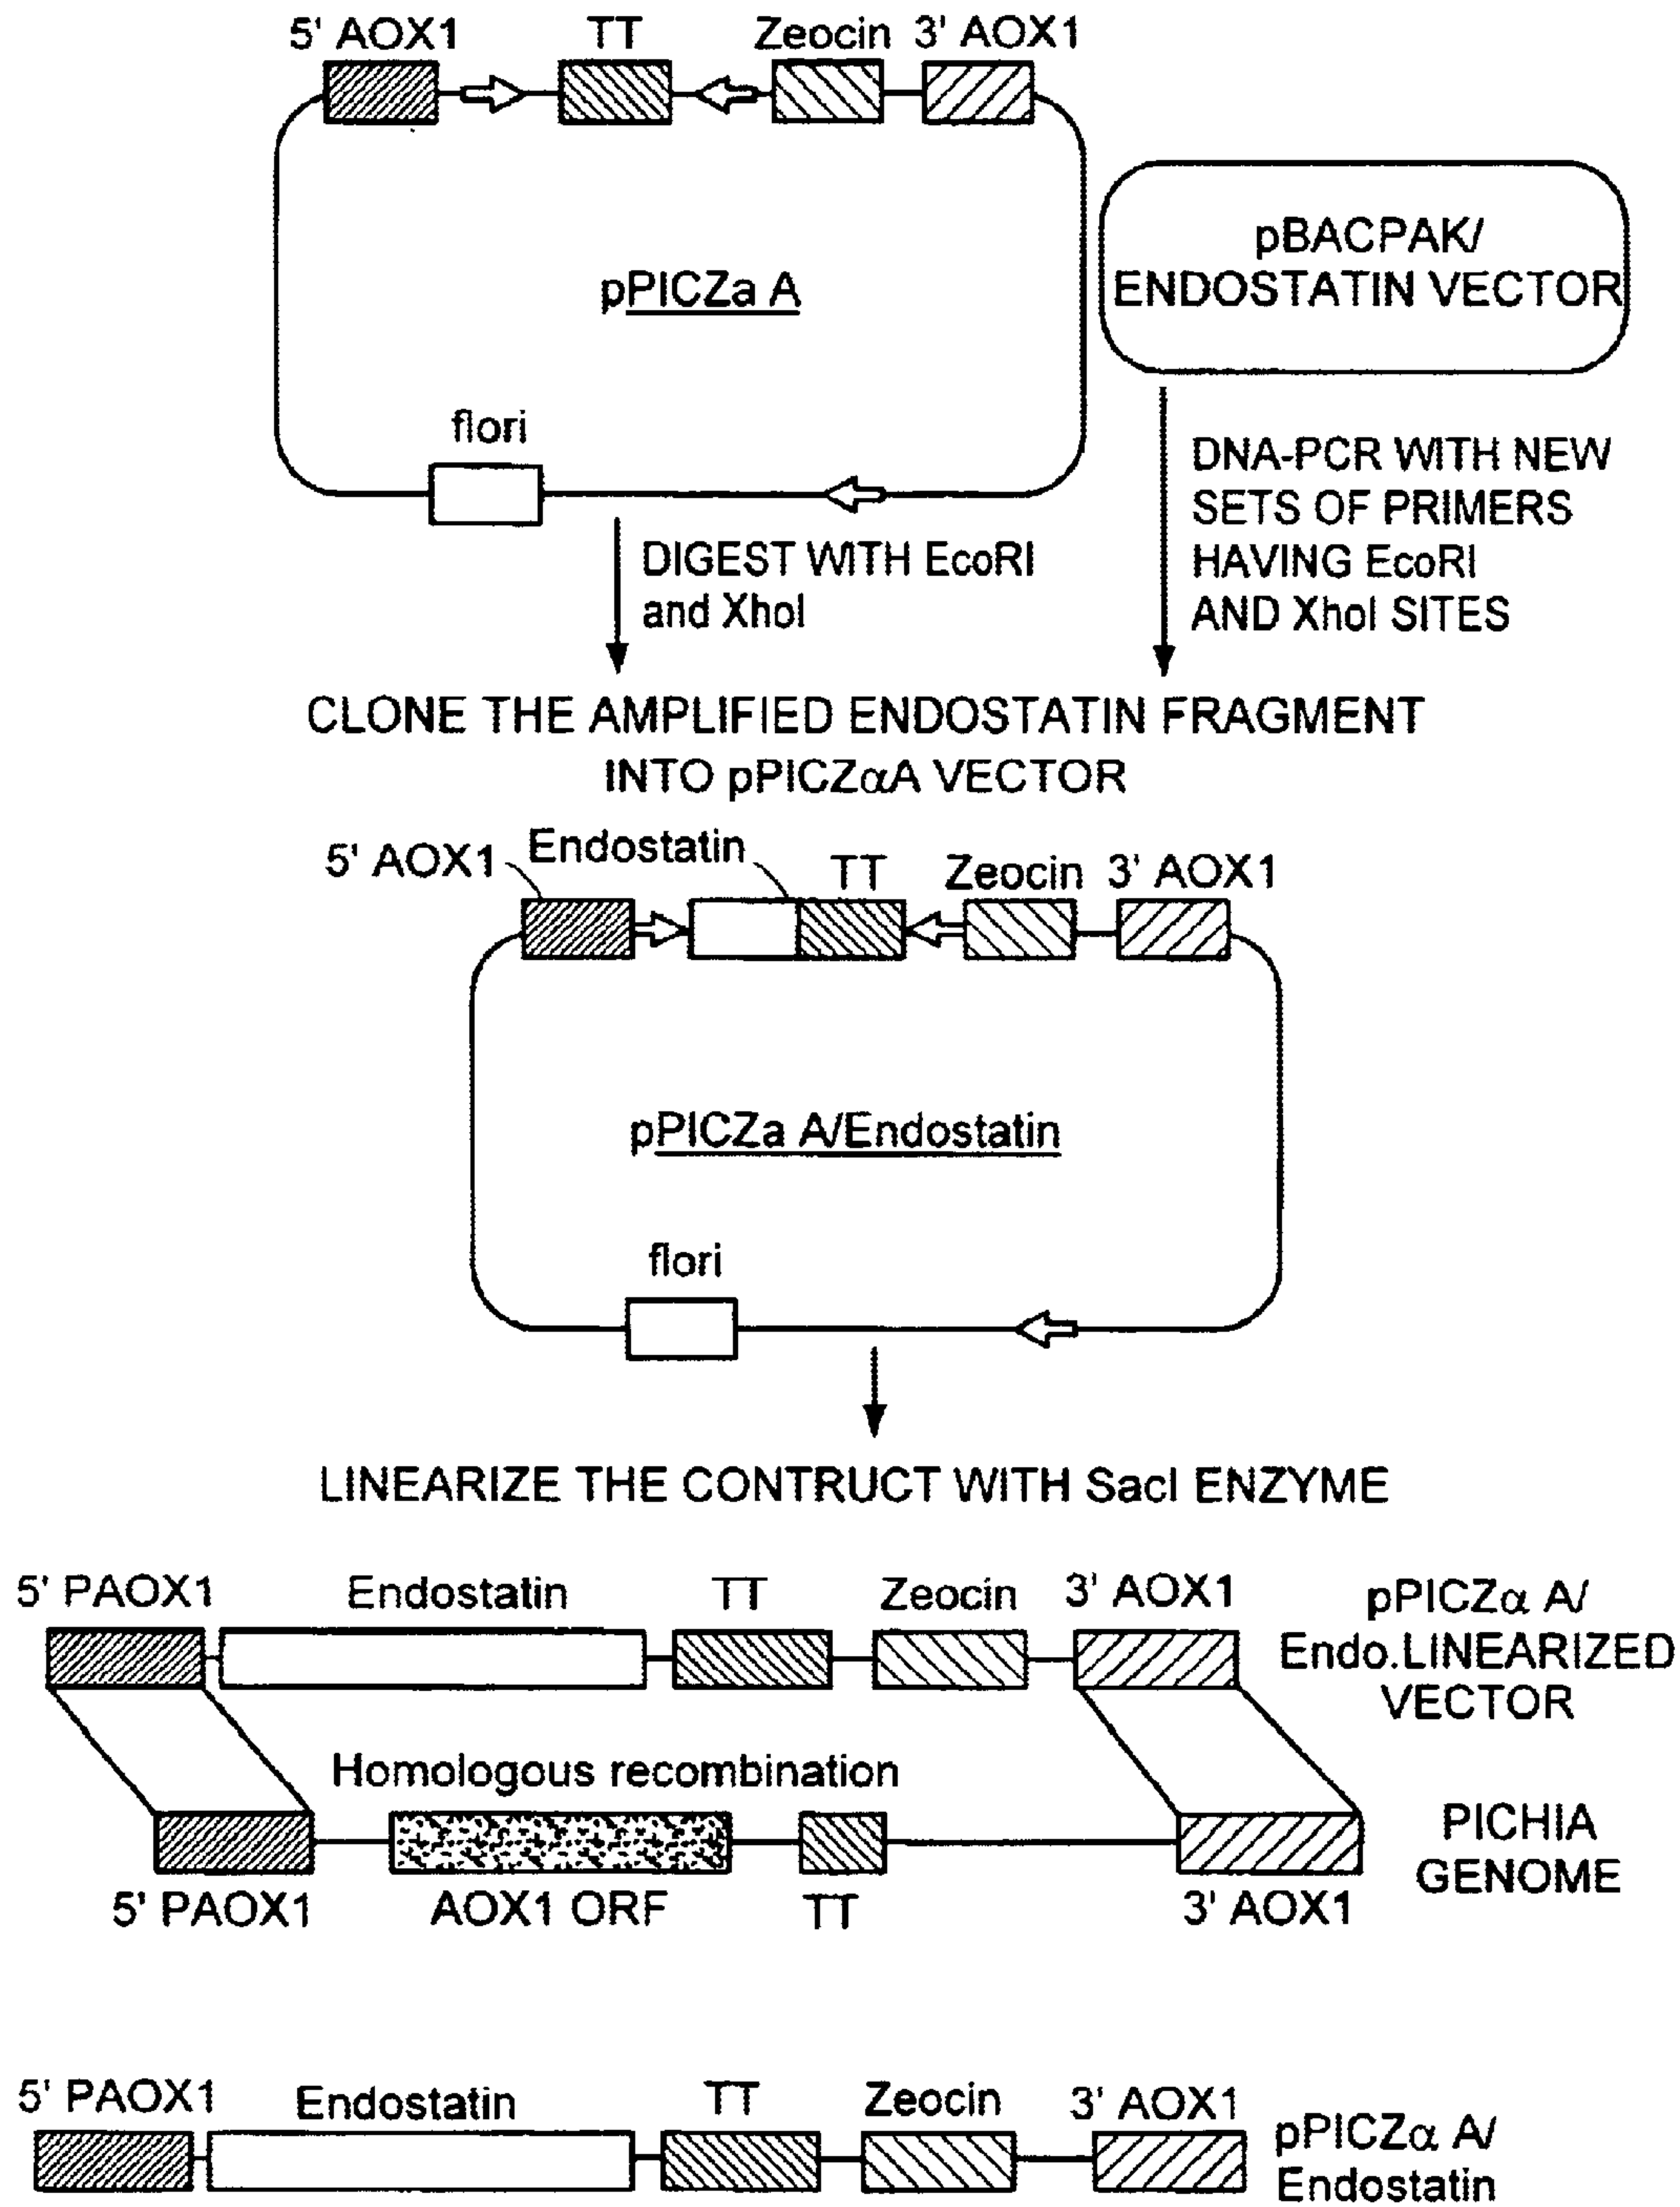 5' AOX1 TT Zeocin 3' AOX1
pPICZa A
pBACPAK/
ENDOSTATIN VECTOR
flori
DIGEST WITH EcoRI
and XhoI
DNA-PCR WITH NEW
SETS OF PRIMERS
HAVING EcoRI
AND XhoI SITES
CLONE THE AMPLIFIED ENDOSTATIN FRAGMENT
INTO pPICZαA VECTOR
5' AOX1 Endostatin TT Zeocin 3' AOX1
pPICZa A/Endostatin
flori
LINEARIZE THE CONTRUCT WITH SacI ENZYME
5' PAOX1 Endostatin TT Zeocin 3' AOX1
pPICZα A/
Endo.LINEARIZED
VECTOR
Homologous recombination
PICHIA
GENOME
5' PAOX1 AOX1 ORF TT 3' AOX1
5' PAOX1 Endostatin TT Zeocin 3' AOX1
pPICZα A/
Endostatin